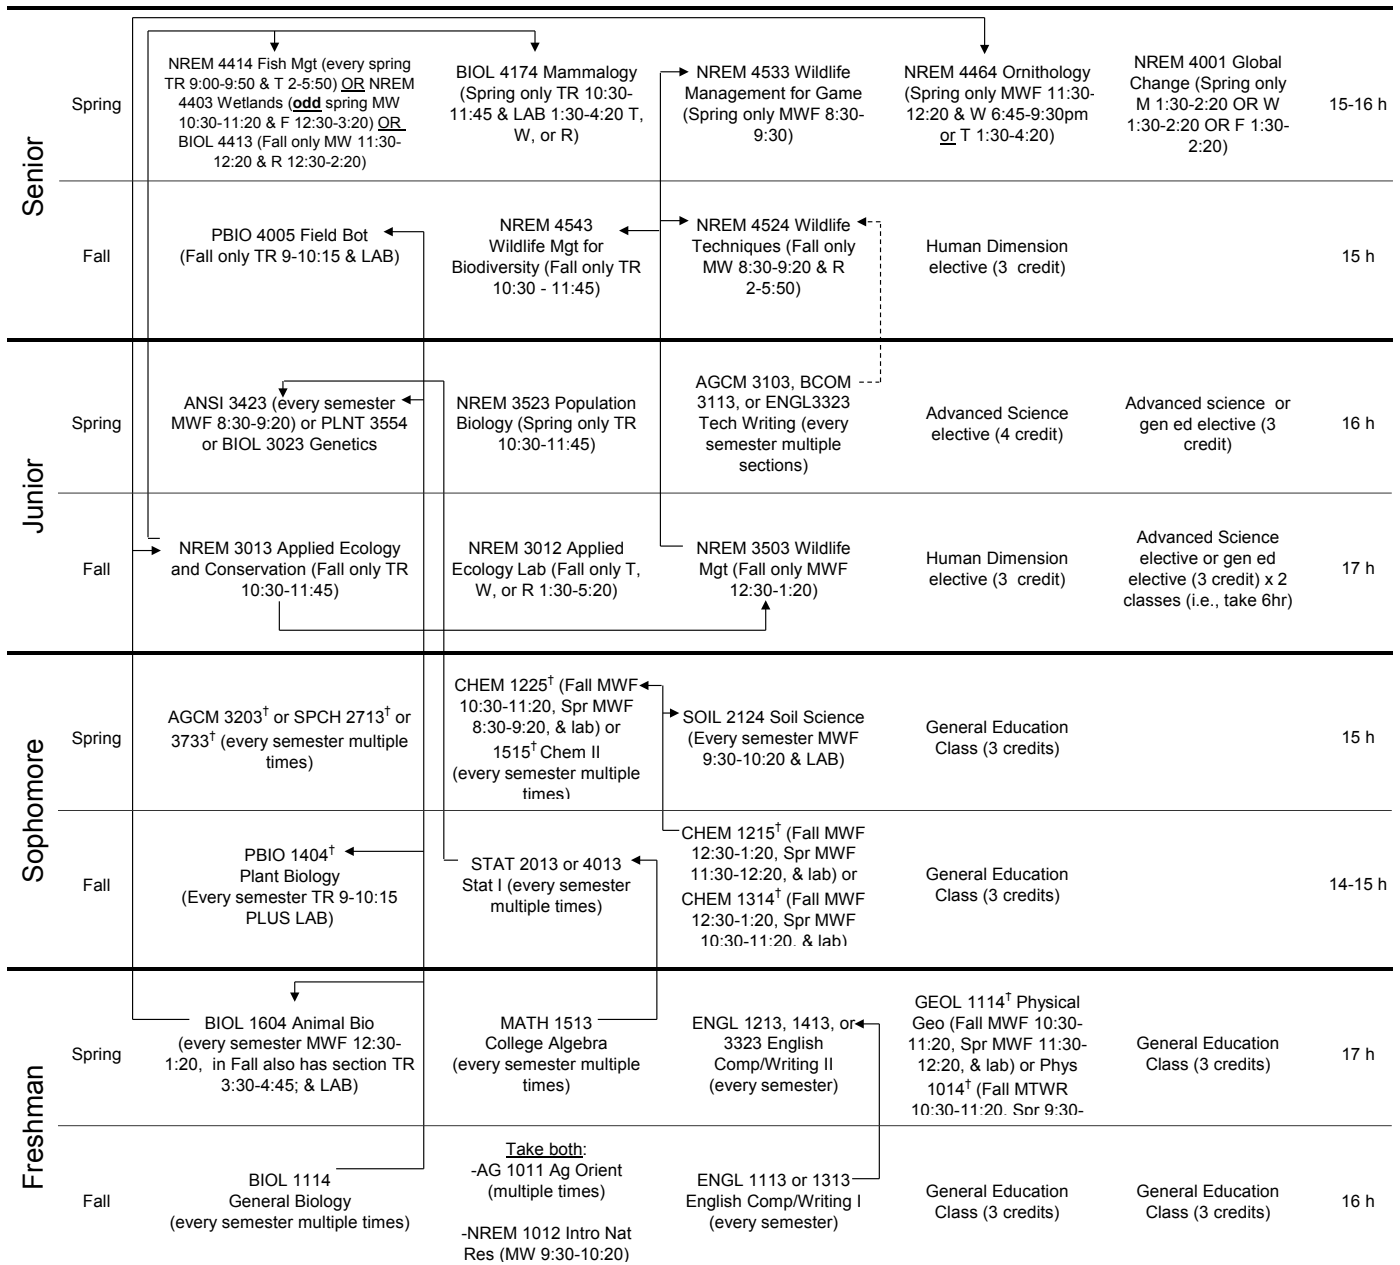 Senior
Spring
NREM 4414 Fish Mgt (every spring
TR 9:00-9:50 & T 2-5:50) OR NREM
4403 Wetlands (odd spring MW
10:30-11:20 & F 12:30-3:20) OR
BIOL 4413 (Fall only MW 11:30-
12:20 & R 12:30-2:20)
BIOL 4174 Mammalogy
(Spring only TR 10:30-
11:45 & LAB 1:30-4:20 T,
W, or R)
NREM 4533 Wildlife
Management for Game
(Spring only MWF 8:30-
9:30)
NREM 4464 Ornithology
(Spring only MWF 11:30-
12:20 & W 6:45-9:30pm
or T 1:30-4:20)
NREM 4001 Global
Change (Spring only
M 1:30-2:20 OR W
1:30-2:20 OR F 1:30-
2:20)
15-16 h
Fall
PBIO 4005 Field Bot
(Fall only TR 9-10:15 & LAB)
NREM 4543
Wildlife Mgt for
Biodiversity (Fall only TR
10:30 - 11:45)
NREM 4524 Wildlife
Techniques (Fall only
MW 8:30-9:20 & R
2-5:50)
Human Dimension
elective (3 credit)
15 h
Junior
Spring
ANSI 3423 (every semester
MWF 8:30-9:20) or PLNT 3554
or BIOL 3023 Genetics
NREM 3523 Population
Biology (Spring only TR
10:30-11:45)
AGCM 3103, BCOM
3113, or ENGL3323
Tech Writing (every
semester multiple
sections)
Advanced Science
elective (4 credit)
Advanced science or
gen ed elective (3
credit)
16 h
Fall
NREM 3013 Applied Ecology
and Conservation (Fall only TR
10:30-11:45)
NREM 3012 Applied
Ecology Lab (Fall only T,
W, or R 1:30-5:20)
NREM 3503 Wildlife
Mgt (Fall only MWF
12:30-1:20)
Human Dimension
elective (3 credit)
Advanced Science
elective or gen ed
elective (3 credit) x 2
classes (i.e., take 6hr)
17 h
Sophomore
Spring
AGCM 3203† or SPCH 2713† or
3733† (every semester multiple
times)
CHEM 1225† (Fall MWF
10:30-11:20, Spr MWF
8:30-9:20, & lab) or
1515† Chem II
(every semester multiple
times)
SOIL 2124 Soil Science
(Every semester MWF
9:30-10:20 & LAB)
General Education
Class (3 credits)
15 h
Fall
PBIO 1404†
Plant Biology
(Every semester TR 9-10:15
PLUS LAB)
STAT 2013 or 4013
Stat I (every semester
multiple times)
CHEM 1215† (Fall MWF
12:30-1:20, Spr MWF
11:30-12:20, & lab) or
CHEM 1314† (Fall MWF
12:30-1:20, Spr MWF
10:30-11:20, & lab)
General Education
Class (3 credits)
14-15 h
Freshman
Spring
BIOL 1604 Animal Bio
(every semester MWF 12:30-
1:20, in Fall also has section TR
3:30-4:45; & LAB)
MATH 1513
College Algebra
(every semester multiple
times)
ENGL 1213, 1413, or
3323 English
Comp/Writing II
(every semester)
GEOL 1114† Physical
Geo (Fall MWF 10:30-
11:20, Spr MWF 11:30-
12:20, & lab) or Phys
1014† (Fall MTWR
10:30-11:20, Spr 9:30-
General Education
Class (3 credits)
17 h
Fall
BIOL 1114
General Biology
(every semester multiple times)
Take both:
-AG 1011 Ag Orient
(multiple times)
-NREM 1012 Intro Nat
Res (MW 9:30-10:20)
ENGL 1113 or 1313
English Comp/Writing I
(every semester)
General Education
Class (3 credits)
General Education
Class (3 credits)
16 h